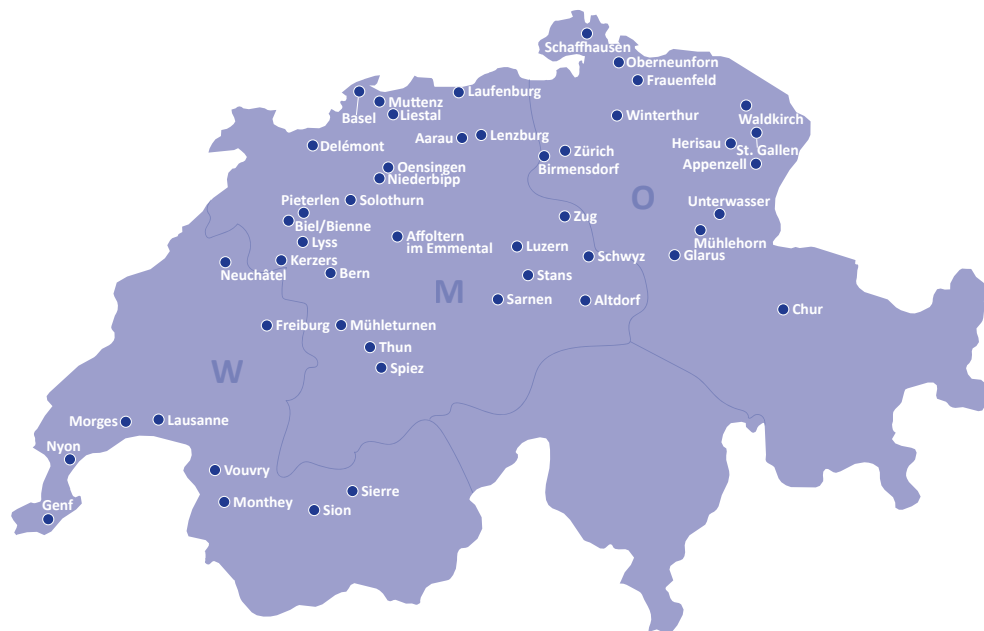 Schaffhausen
Oberneunforn
Frauenfeld
Laufenburg
Muttenz
Liestal
Basel
Winterthur
Waldkirch
Aarau
Lenzburg
Delémont
Zürich
Birmensdorf
Herisau
St. Gallen
Appenzell
Oensingen
Niederbipp
Pieterlen
Solothurn
O
Unterwasser
Zug
Biel/Bienne
Lyss
Affoltern
im Emmental
Luzern
Mühlehorn
Schwyz
Glarus
Neuchâtel
Kerzers
Bern
Stans
M
Sarnen
Altdorf
Chur
Freiburg
Mühleturnen
Thun
Spiez
W
Morges
Lausanne
Nyon
Vouvry
Monthey
Sierre
Sion
Genf